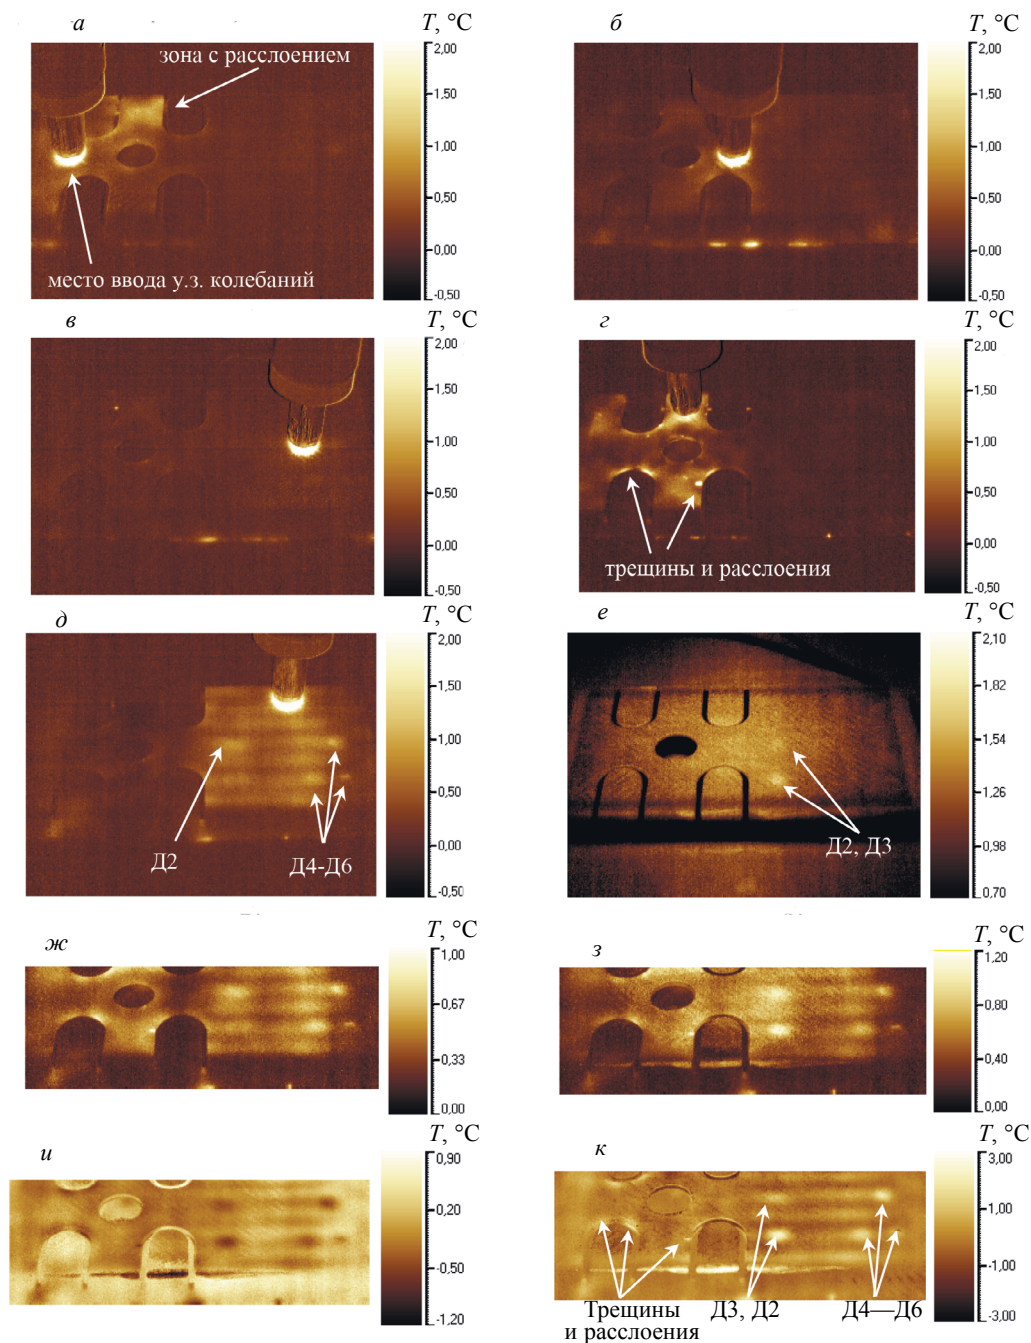 а
T, °C
зона с расслоением
место ввода у.з. колебаний
2,00
1,50
1,00
0,50
0,00
-0,50
б
T, °C
2,00
1,50
1,00
0,50
0,00
-0,50
в
T, °C
2,00
1,50
1,00
0,50
0,00
-0,50
г
T, °C
трещины и расслоения
2,00
1,50
1,00
0,50
0,00
-0,50
д
T, °C
Д2
Д4-Д6
2,00
1,50
1,00
0,50
0,00
-0,50
е
T, °C
Д2, Д3
2,10
1,82
1,54
1,26
0,98
0,70
ж
T, °C
1,00
0,67
0,33
0,00
з
T, °C
1,20
0,80
0,40
0,00
и
T, °C
0,90
0,20
-0,50
-1,20
к
T, °C
3,00
1,00
-1,00
-3,00
Трещины
и расслоения
Д3, Д2
Д4—Д6